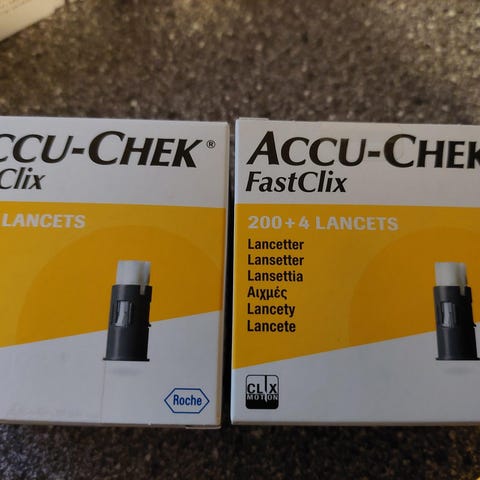 CCU-CHEK®
Clix
LANCETS
Roche
ACCU-CHEK
FastClix
200+4 LANCETS
Lancetter
Lansetter
Lansettia
Αιχμές
Lancety
Lancete
CLIX
MOTION